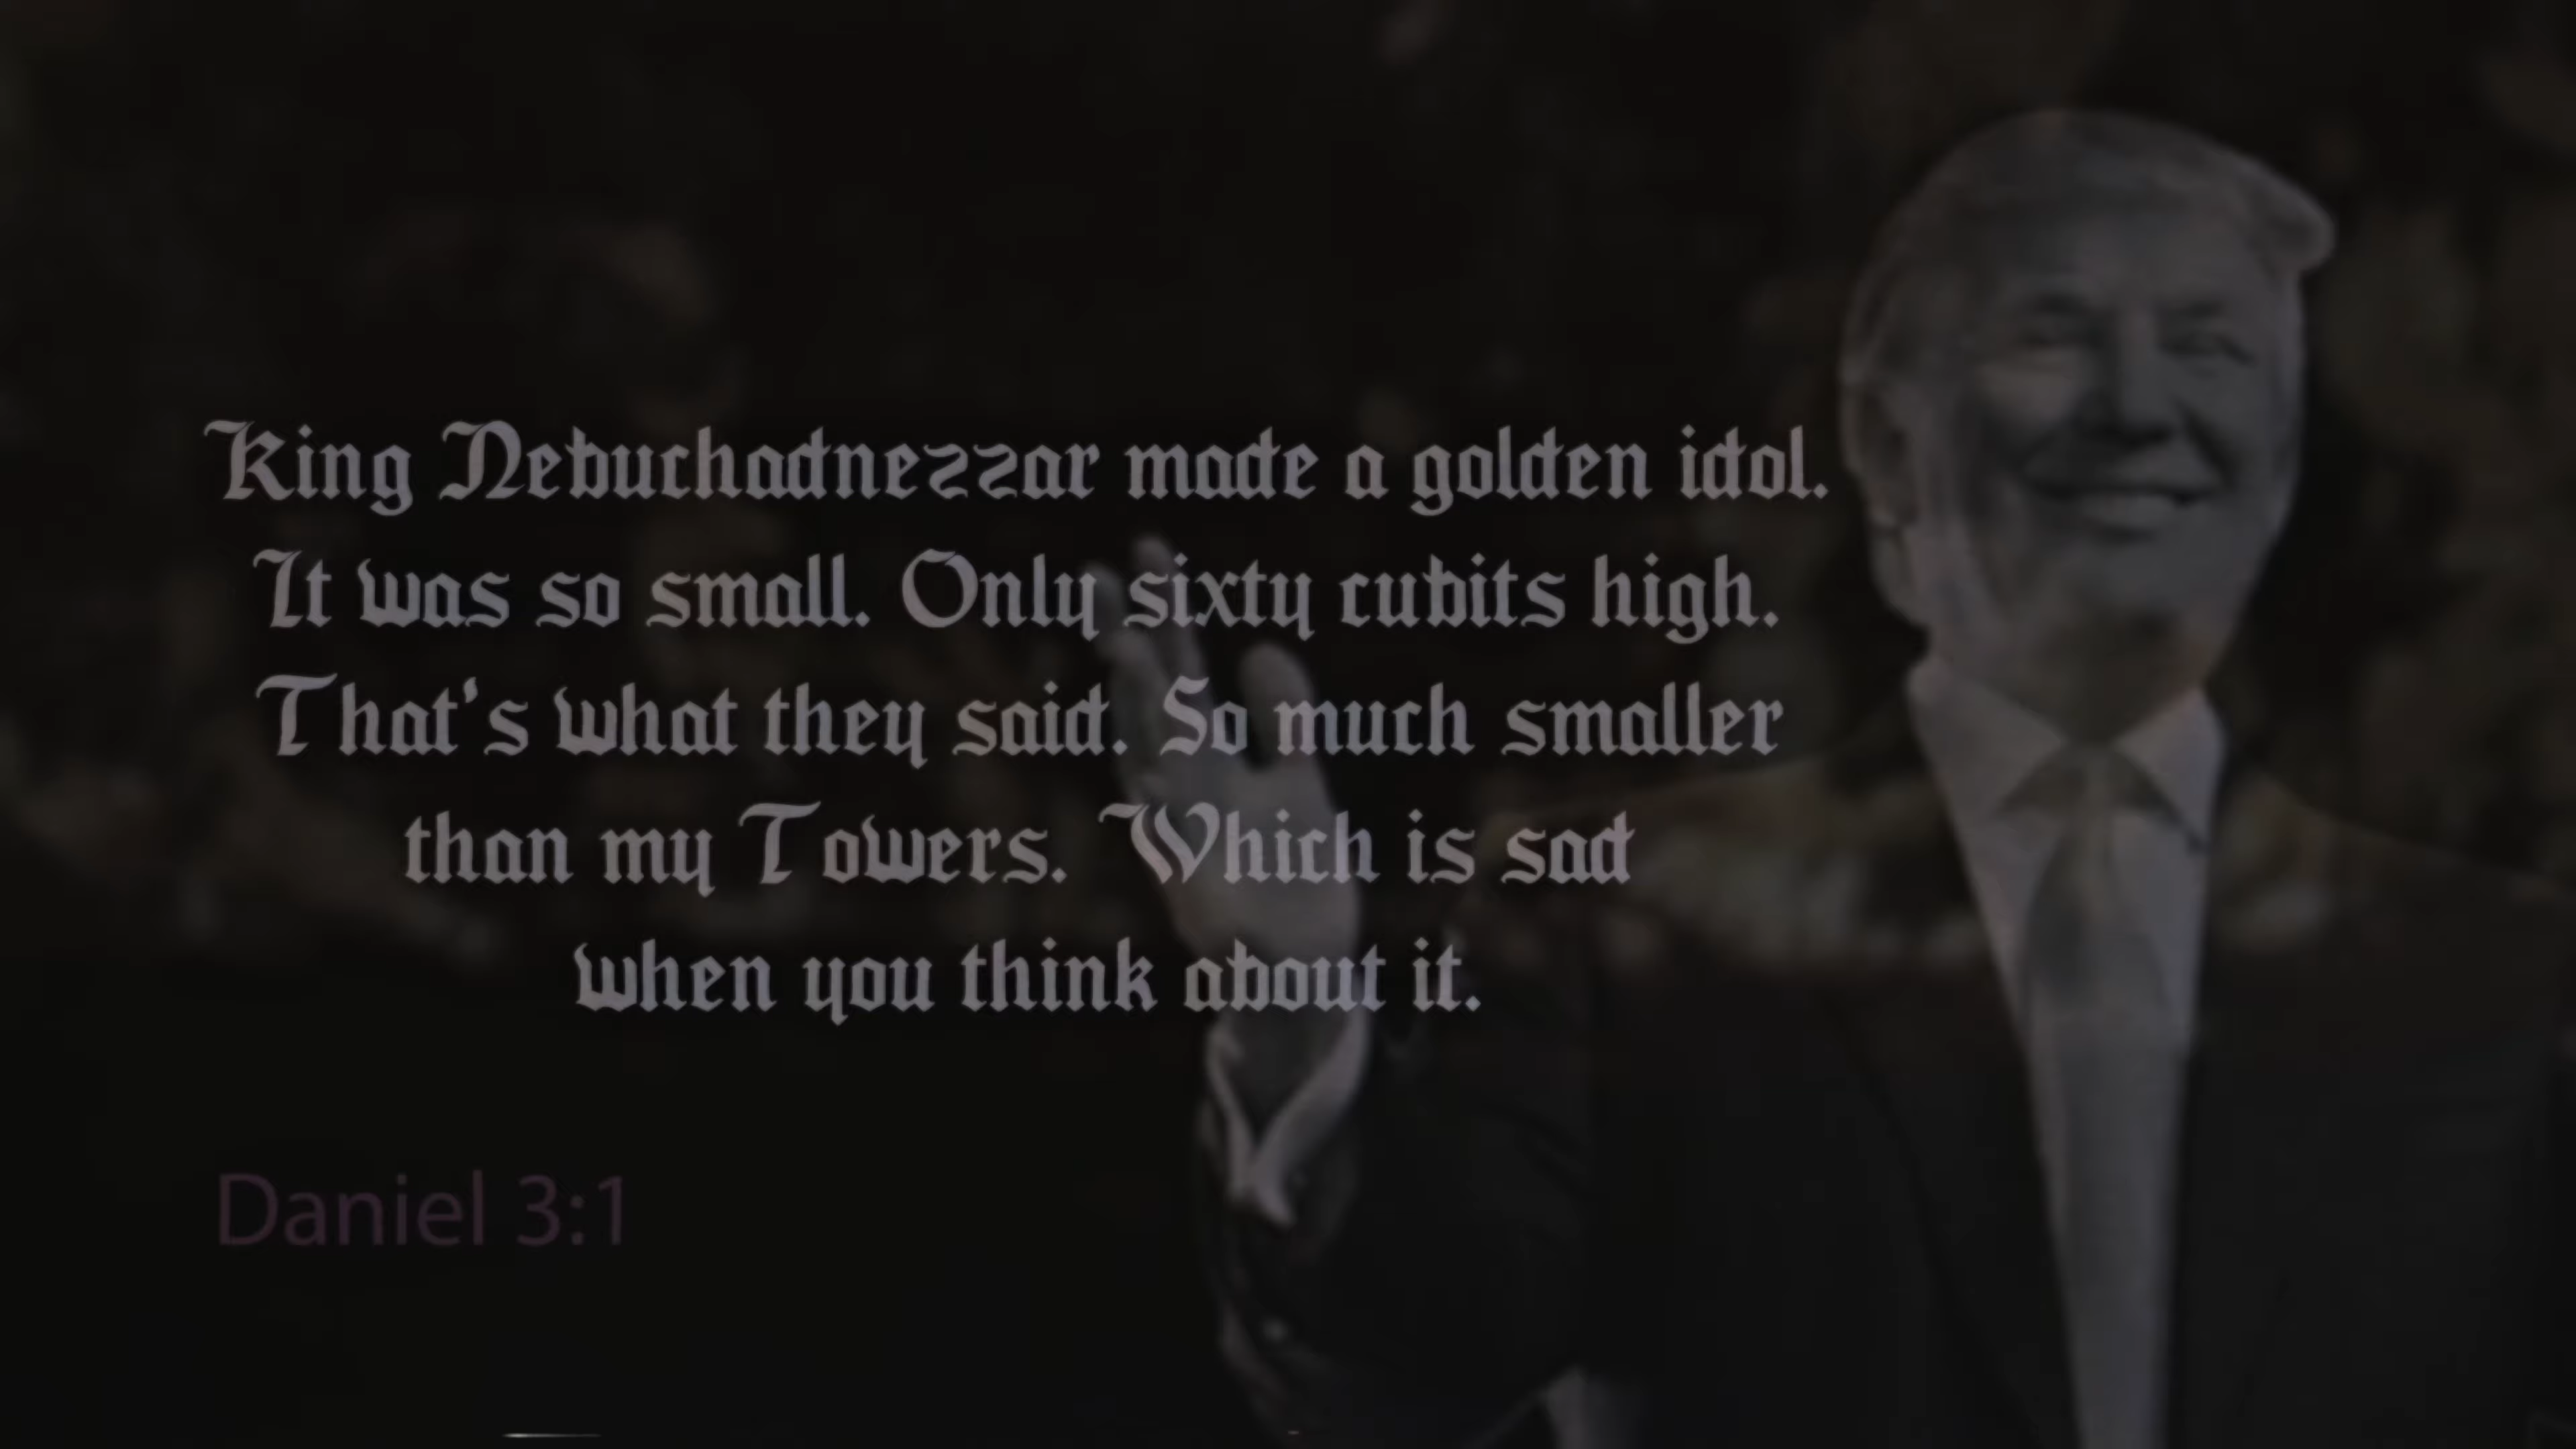 King Nebuchadnezzar made a golden idol.
It was so small. Only sixty cubits high.
That's what they said. So much smaller
than my Towers. Which is sad
when you think about it.
Daniel 3:1